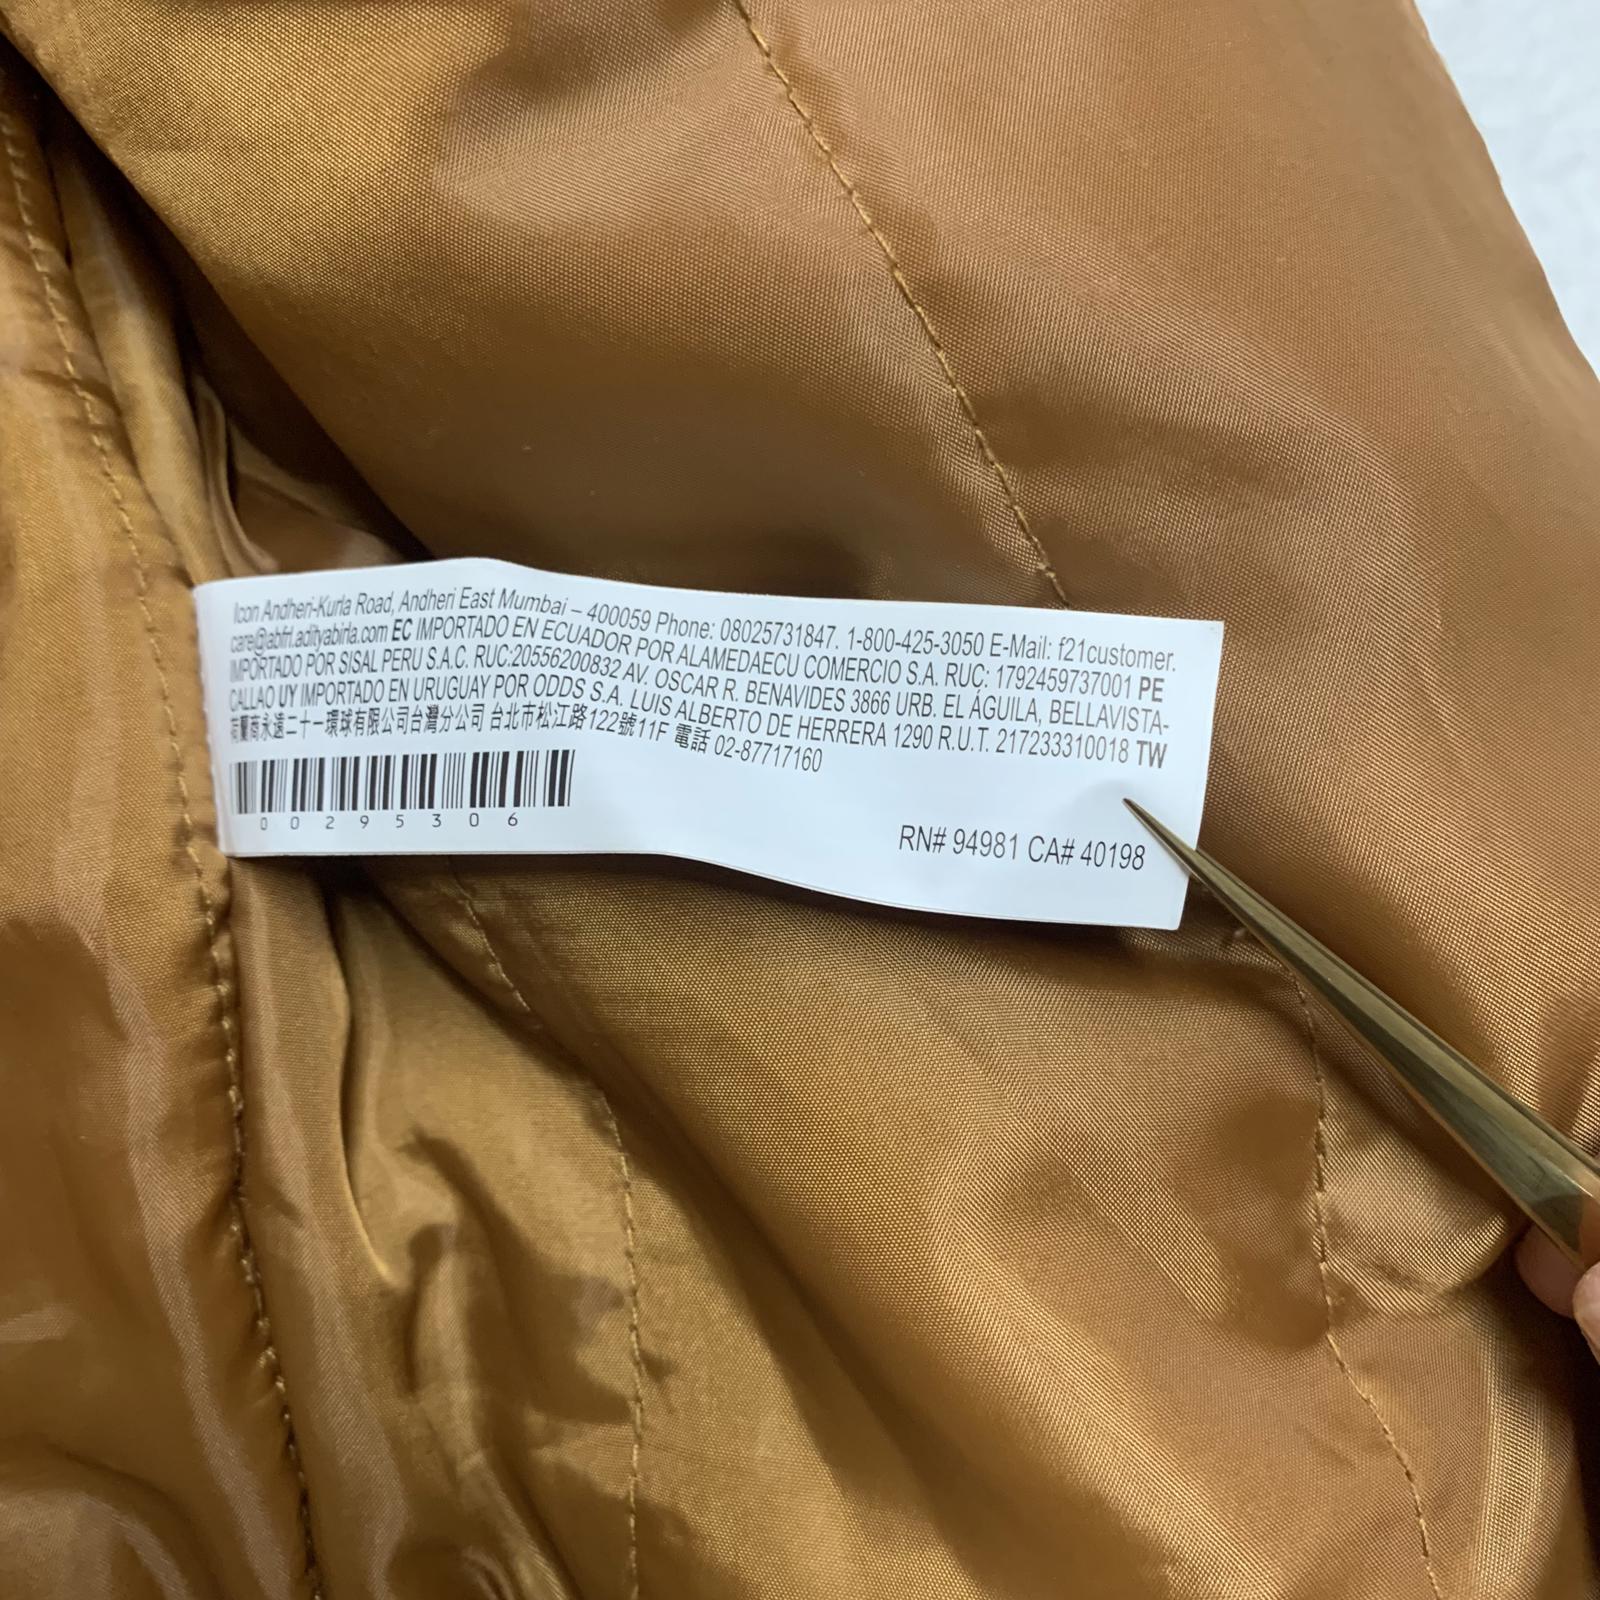 Icon Andheri-Kurla Road, Andheri East Mumbai – 400059 Phone: 08025731847. 1-800-425-3050 E-Mail: f21customer.
care@abfrl.adityabirla.com EC IMPORTADO EN ECUADOR POR ALAMEDAECU COMERCIO S.A. RUC: 1792459737001 PE
IMPORTADO POR SISAL PERU S.A.C. RUC:20556200832 AV. OSCAR R. BENAVIDES 3866 URB. EL ÁGUILA, BELLAVISTA-
CALLAO UY IMPORTADO EN URUGUAY POR ODDS S.A. LUIS ALBERTO DE HERRERA 1290 R.U.T. 217233310018 TW
荷蘭商永遠二十一環球有限公司台灣分公司 台北市松江路122號11F 電話 02-87717160
00295306
RN# 94981 CA# 40198